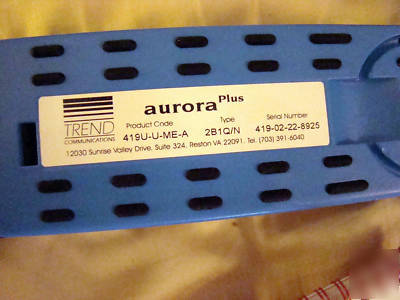 TREND
COMMUNICATIONS
aurora Plus
Product Code
Type
Serial Number
419U-U-ME-A
2B1Q/N
419-02-22-8925
12030 Sunrise Valley Drive, Suite 324, Reston VA 22091. Tel. (703) 391-6040